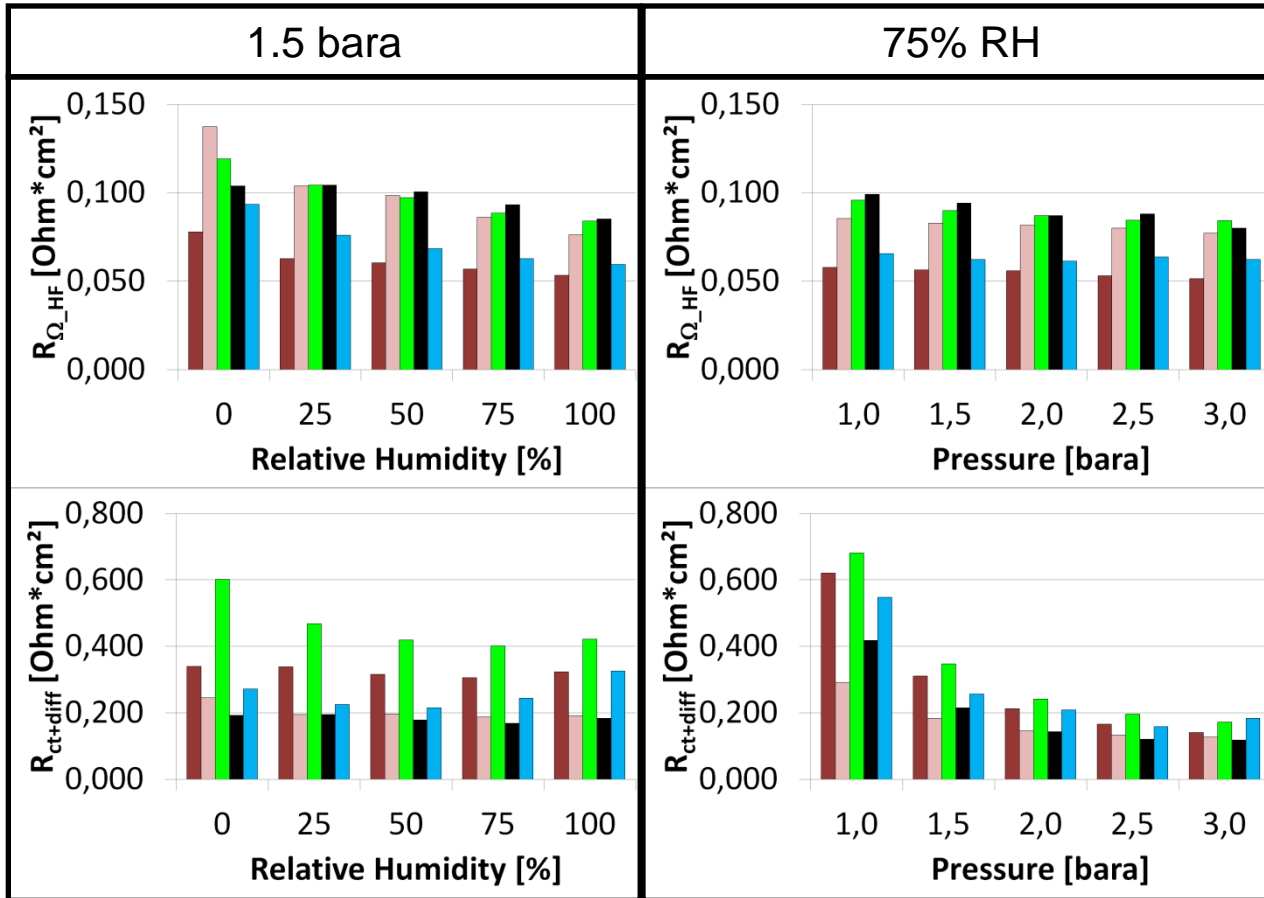 1.5 bara
75% RH
R_Ω_HF [Ohm*cm²]
0,150
0,100
0,050
0,000
0 25 50 75 100
Relative Humidity [%]
R_Ω_HF [Ohm*cm²]
0,150
0,100
0,050
0,000
1,0 1,5 2,0 2,5 3,0
Pressure [bara]
R_ct+diff [Ohm*cm²]
0,800
0,600
0,400
0,200
0,000
0 25 50 75 100
Relative Humidity [%]
R_ct+diff [Ohm*cm²]
0,800
0,600
0,400
0,200
0,000
1,0 1,5 2,0 2,5 3,0
Pressure [bara]